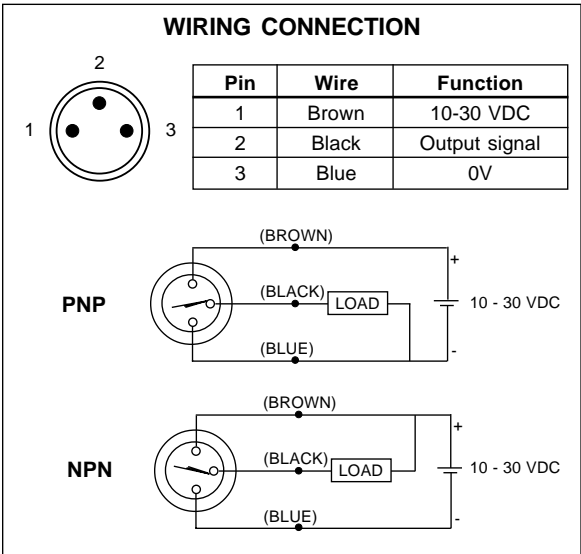 WIRING CONNECTION
2
1
3
Pin Wire Function
1 Brown 10-30 VDC
2 Black Output signal
3 Blue 0V
PNP
(BROWN)
+
(BLACK)
LOAD
10 - 30 VDC
(BLUE)
-
NPN
(BROWN)
+
(BLACK)
LOAD
10 - 30 VDC
(BLUE)
-